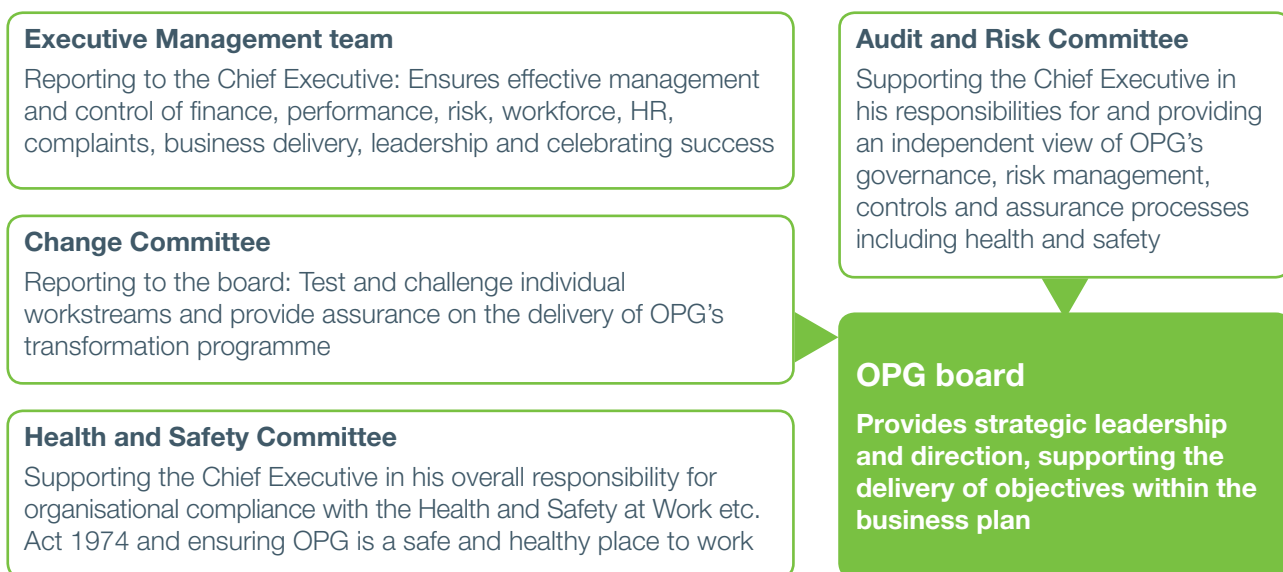 Executive Management team
Reporting to the Chief Executive: Ensures effective management
and control of finance, performance, risk, workforce, HR,
complaints, business delivery, leadership and celebrating success
Change Committee
Reporting to the board: Test and challenge individual
workstreams and provide assurance on the delivery of OPG’s
transformation programme
Health and Safety Committee
Supporting the Chief Executive in his overall responsibility for
organisational compliance with the Health and Safety at Work etc.
Act 1974 and ensuring OPG is a safe and healthy place to work
Audit and Risk Committee
Supporting the Chief Executive in
his responsibilities for and providing
an independent view of OPG’s
governance, risk management,
controls and assurance processes
including health and safety
OPG board
Provides strategic leadership
and direction, supporting the
delivery of objectives within the
business plan